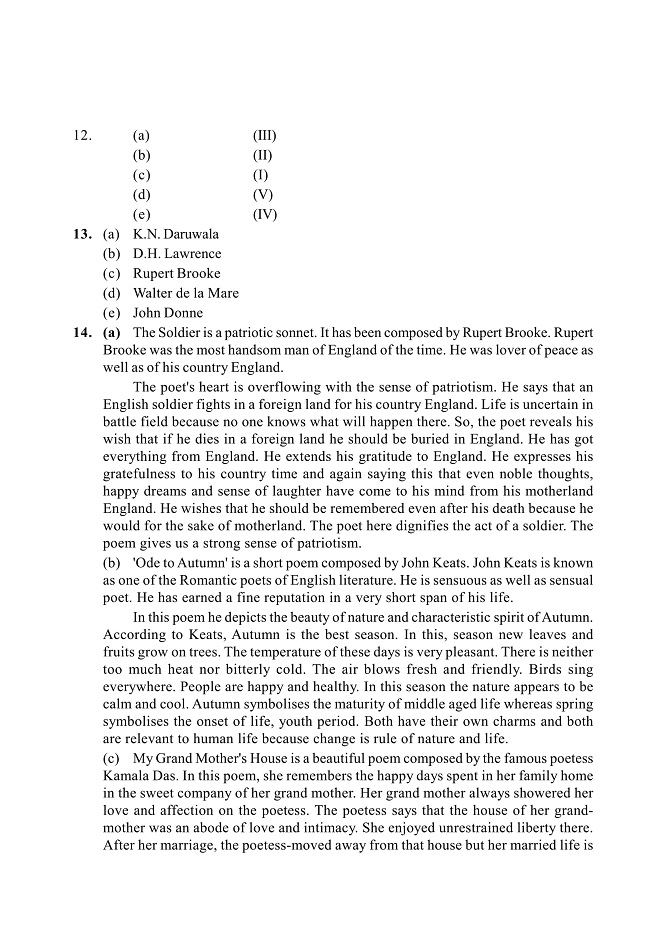 12. (a) (III)
(b) (II)
(c) (I)
(d) (V)
(e) (IV)
13. (a) K.N. Daruwala
(b) D.H. Lawrence
(c) Rupert Brooke
(d) Walter de la Mare
(e) John Donne
14. (a) The Soldier is a patriotic sonnet. It has been composed by Rupert Brooke. Rupert
Brooke was the most handsom man of England of the time. He was lover of peace as
well as of his country England.
The poet's heart is overflowing with the sense of patriotism. He says that an
English soldier fights in a foreign land for his country England. Life is uncertain in
battle field because no one knows what will happen there. So, the poet reveals his
wish that if he dies in a foreign land he should be buried in England. He has got
everything from England. He extends his gratitude to England. He expresses his
gratefulness to his country time and again saying this that even noble thoughts,
happy dreams and sense of laughter have come to his mind from his motherland
England. He wishes that he should be remembered even after his death because he
would for the sake of motherland. The poet here dignifies the act of a soldier. The
poem gives us a strong sense of patriotism.
(b) 'Ode to Autumn' is a short poem composed by John Keats. John Keats is known
as one of the Romantic poets of English literature. He is sensuous as well as sensual
poet. He has earned a fine reputation in a very short span of his life.
In this poem he depicts the beauty of nature and characteristic spirit of Autumn.
According to Keats, Autumn is the best season. In this, season new leaves and
fruits grow on trees. The temperature of these days is very pleasant. There is neither
too much heat nor bitterly cold. The air blows fresh and friendly. Birds sing
everywhere. People are happy and healthy. In this season the nature appears to be
calm and cool. Autumn symbolises the maturity of middle aged life whereas spring
symbolises the onset of life, youth period. Both have their own charms and both
are relevant to human life because change is rule of nature and life.
(c) My Grand Mother's House is a beautiful poem composed by the famous poetess
Kamala Das. In this poem, she remembers the happy days spent in her family home
in the sweet company of her grand mother. Her grand mother always showered her
love and affection on the poetess. The poetess says that the house of her grand-
mother was an abode of love and intimacy. She enjoyed unrestrained liberty there.
After her marriage, the poetess-moved away from that house but her married life is